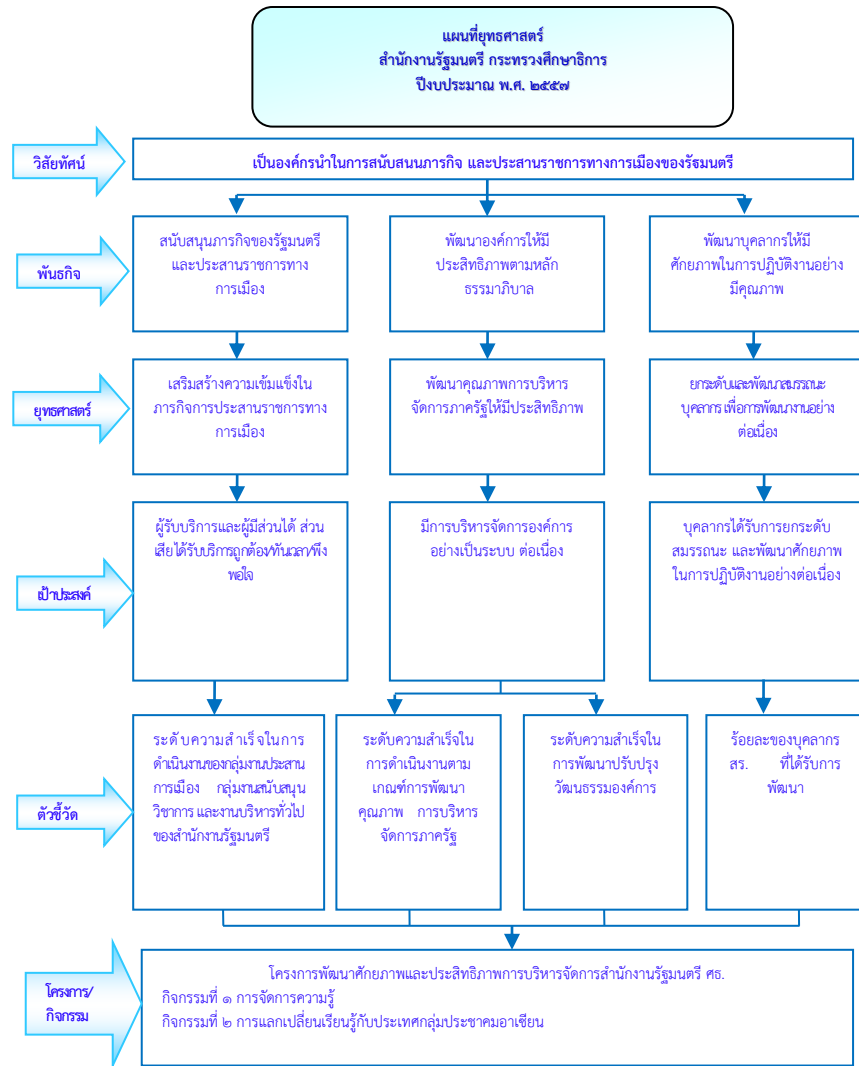 แผนที่ยุทธศาสตร์
สำนักงานรัฐมนตรี กระทรวงศึกษาธิการ
ปีงบประมาณ พ.ศ. ๒๕๕๗
วิสัยทัศน์
เป็นองค์กรนำในการสนับสนนภารกิจ และประสานราชการทางการเมืองของรัฐมนตรี
พันธกิจ
สนับสนุนภารกิจของรัฐมนตรี
และประสานราชการทาง
การเมือง
พัฒนาองค์การให้มี
ประสิทธิภาพตามหลัก
ธรรมาภิบาล
พัฒนาบุคลากรให้มี
ศักยภาพในการปฏิบัติงานอย่าง
มีคุณภาพ
ยุทธศาสตร์
เสริมสร้างความเข้มแข็งใน
ภารกิจการประสานราชการทาง
การเมือง
พัฒนาคุณภาพการบริหาร
จัดการภาครัฐให้มีประสิทธิภาพ
ยกระดับและพัฒนาสมรรถนะ
บุคลากร เพื่อการพัฒนางานอย่าง
ต่อเนื่อง
เป้าประสงค์
ผู้รับบริการและผู้มีส่วนได้ ส่วน
เสีย ได้รับบริการถูกต้อง/ทันเวลา/พึง
พอใจ
มีการบริหารจัดการองค์การ
อย่างเป็นระบบ ต่อเนื่อง
บุคลากรได้รับการยกระดับ
สมรรถนะ และพัฒนาศักยภาพ
ในการปฏิบัติงานอย่างต่อเนื่อง
ตัวชี้วัด
ระดับความสำเร็จในการ
ดำเนินงานของกลุ่มงานประสาน
การเมือง กลุ่มงานสนับสนุน
วิชาการ และงานบริหารทั่วไป
ของสำนักงานรัฐมนตรี
ระดับความสำเร็จใน
การดำเนินงานตาม
เกณฑ์การพัฒนา
คุณภาพ การบริหาร
จัดการภาครัฐ
ระดับความสำเร็จใน
การพัฒนาปรับปรุง
วัฒนธรรมองค์การ
ร้อยละของบุคลากร
สร. ที่ได้รับการ
พัฒนา
โครงการ/
กิจกรรม
โครงการพัฒนาศักยภาพและประสิทธิภาพการบริหารจัดการสำนักงานรัฐมนตรี ศธ.
กิจกรรมที่ ๑ การจัดการความรู้
กิจกรรมที่ ๒ การแลกเปลี่ยนเรียนรู้กับประเทศกลุ่มประชาคมอาเซียน